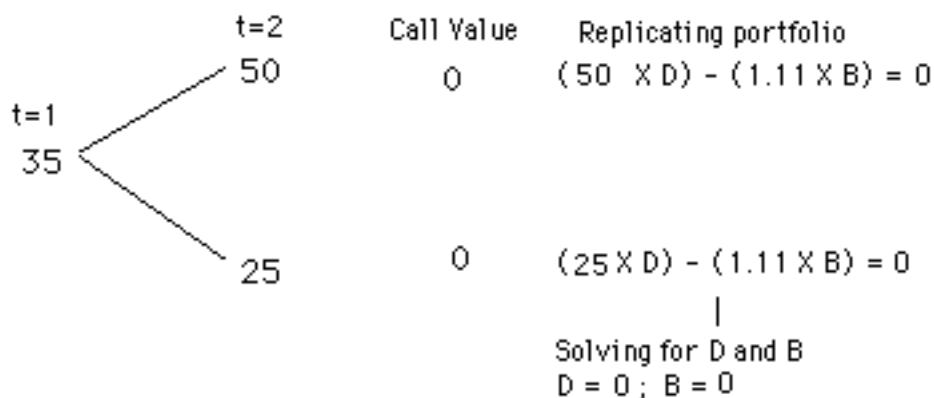 t=2 Call Value Replicating portfolio
50 0 (50 X D) - (1.11 X B) = 0
t=1
35
25 0 (25 X D) - (1.11 X B) = 0
Solving for D and B
D = 0 ; B = 0